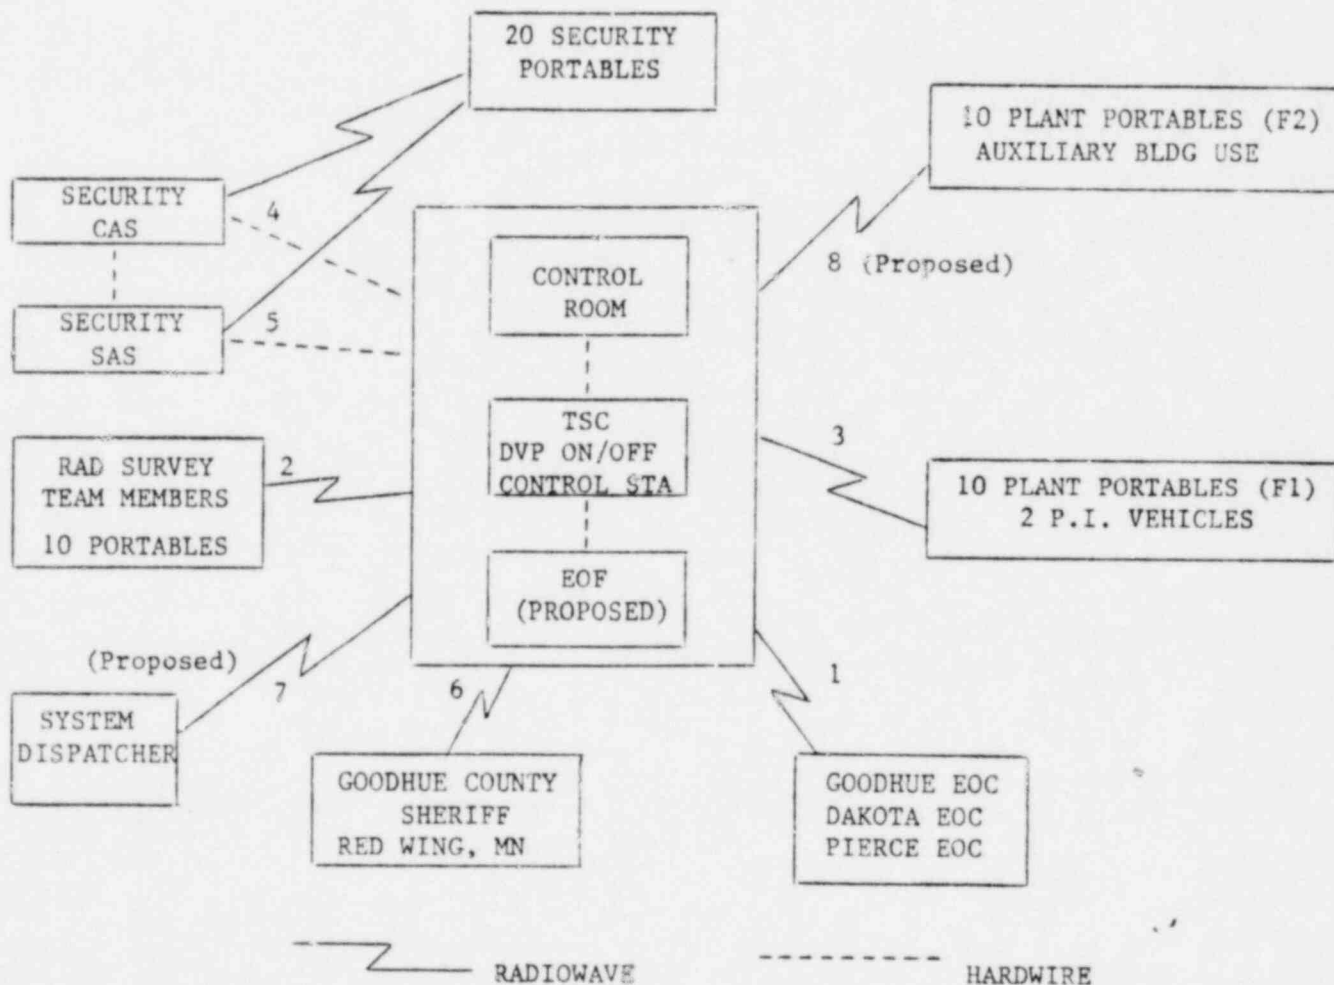 20 SECURITY
PORTABLES
10 PLANT PORTABLES (F2)
AUXILIARY BLDG USE
SECURITY
CAS
4
8 (Proposed)
CONTROL
ROOM
SECURITY
SAS
5
TSC
DVP ON/OFF
CONTROL STA
3
RAD SURVEY
TEAM MEMBERS
10 PORTABLES
2
10 PLANT PORTABLES (F1)
2 P.I. VEHICLES
EOF
(PROPOSED)
(Proposed)
7
6
1
SYSTEM
DISPATCHER
GOODHUE COUNTY
SHERIFF
RED WING, MN
GOODHUE EOC
DAKOTA EOC
PIERCE EOC
RADIOWAVE
HARDWIRE